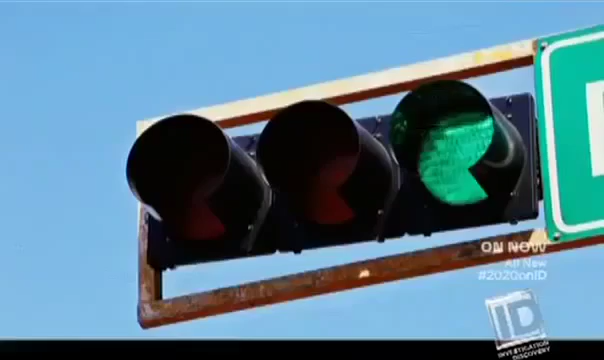 ON NOW
All New
#2020onID
ID
INVESTIGATION
DISCOVERY